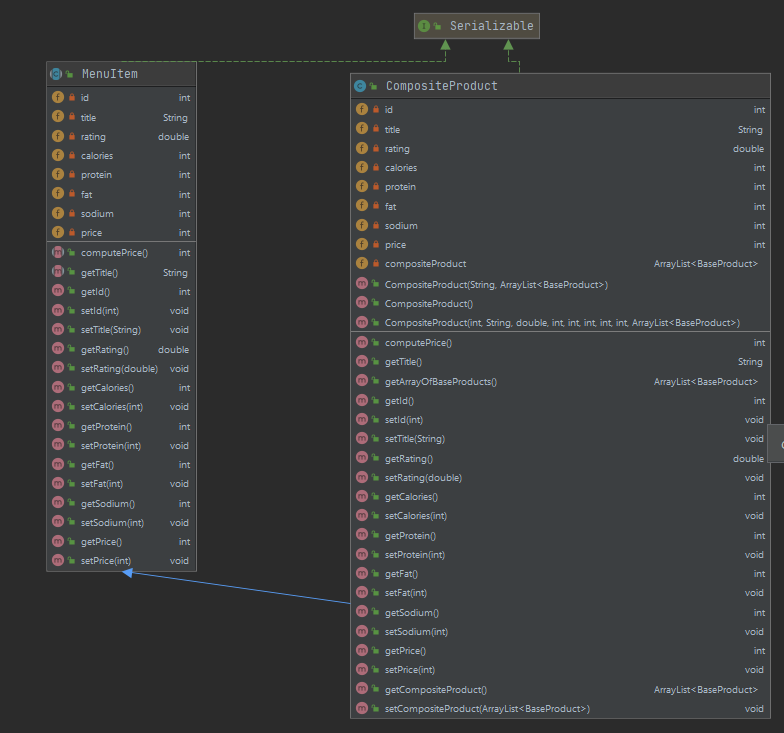 Serializable
MenuItem
id int
title String
rating double
calories int
protein int
fat int
sodium int
price int
computePrice() int
getTitle() String
getId() int
setId(int) void
setTitle(String) void
getRating() double
setRating(double) void
getCalories() int
setCalories(int) void
getProtein() int
setProtein(int) void
getFat() int
setFat(int) void
getSodium() int
setSodium(int) void
getPrice() int
setPrice(int) void
CompositeProduct
id int
title String
rating double
calories int
protein int
fat int
sodium int
price int
compositeProduct ArrayList<BaseProduct>
CompositeProduct(String, ArrayList<BaseProduct>)
CompositeProduct()
CompositeProduct(int, String, double, int, int, int, int, int, ArrayList<BaseProduct>)
computePrice() int
getTitle() String
getArrayOfBaseProducts() ArrayList<BaseProduct>
getId() int
setId(int) void
setTitle(String) void
getRating() double
setRating(double) void
getCalories() int
setCalories(int) void
getProtein() int
setProtein(int) void
getFat() int
setFat(int) void
getSodium() int
setSodium(int) void
getPrice() int
setPrice(int) void
getCompositeProduct() ArrayList<BaseProduct>
setCompositeProduct(ArrayList<BaseProduct>) void